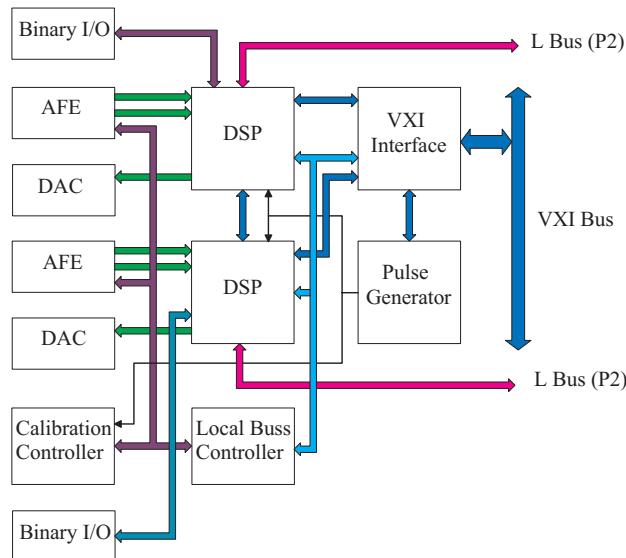 Binary I/O
L Bus (P2)
AFE
DSP
VXI
Interface
DAC
VXI Bus
AFE
DSP
Pulse
Generator
DAC
L Bus (P2)
Calibration
Controller
Local Buss
Controller
Binary I/O